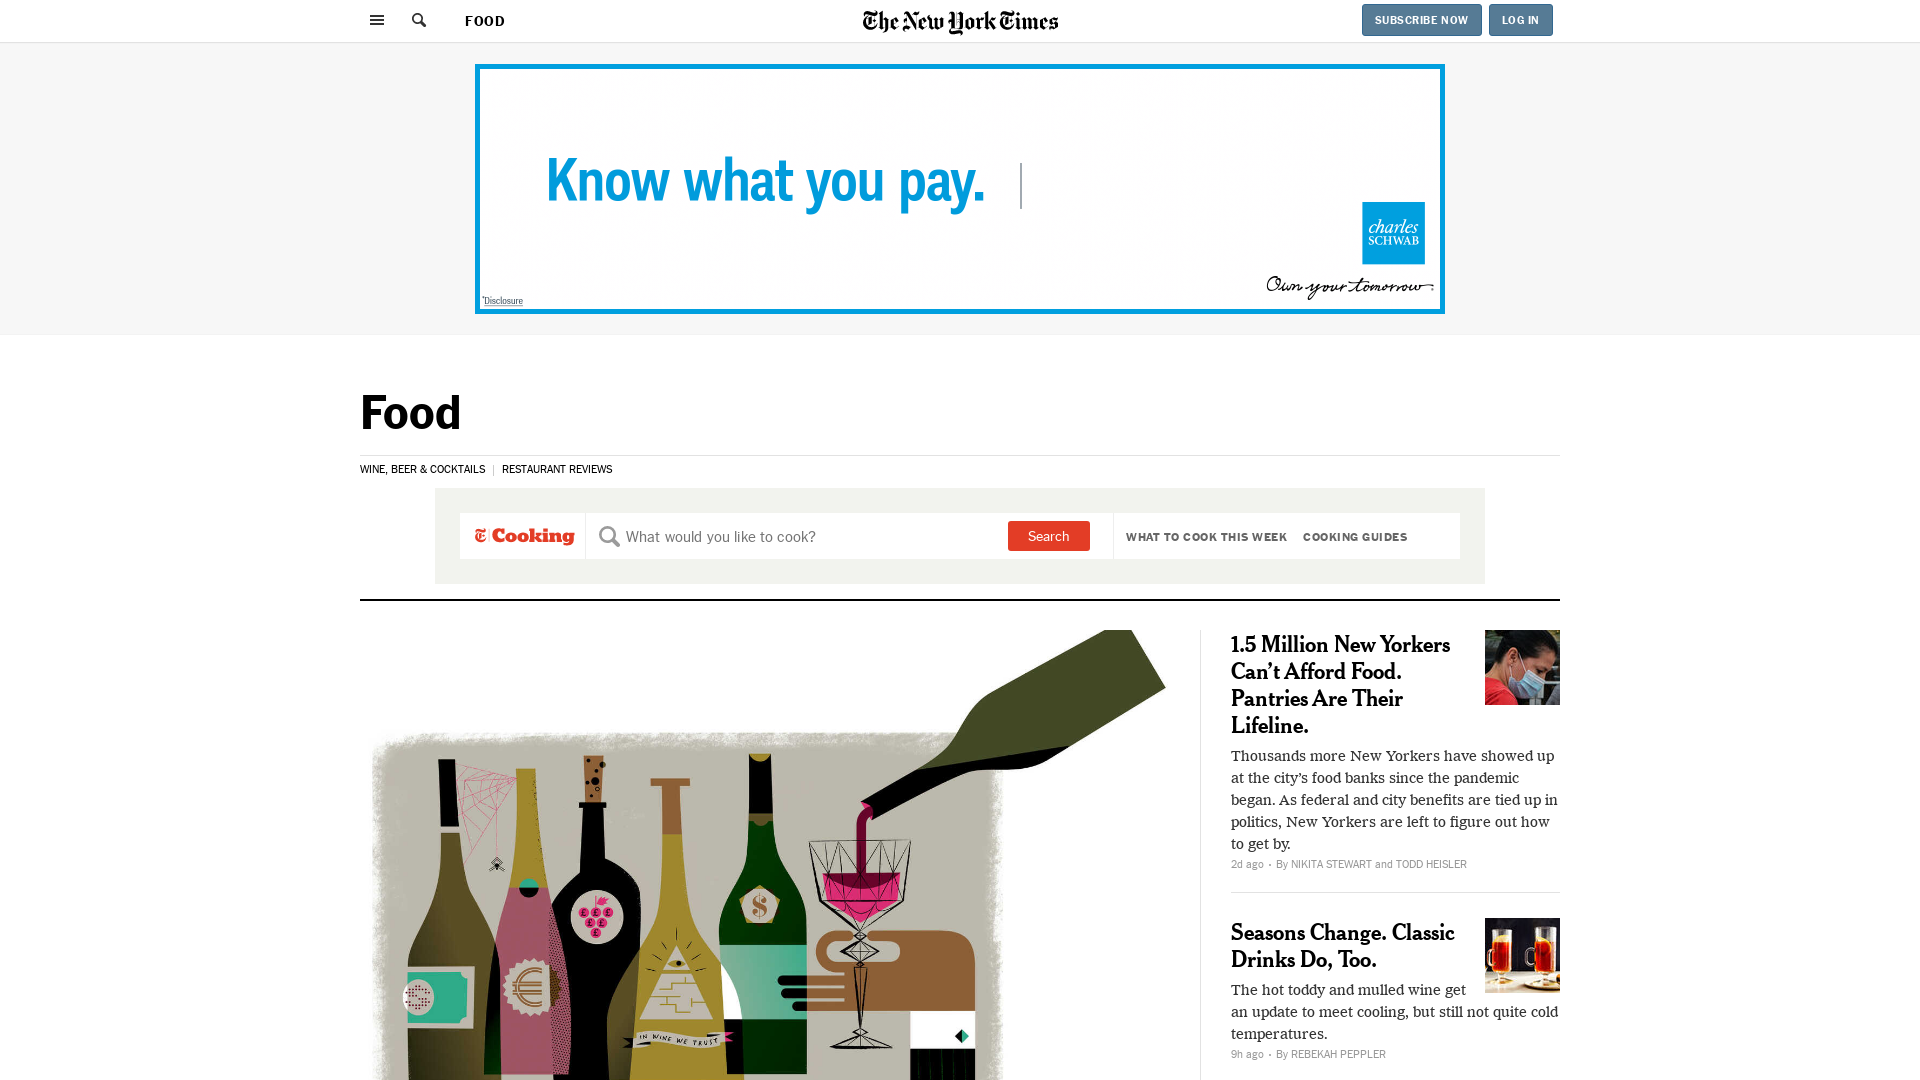 FOOD
The New York Times
SUBSCRIBE NOW
LOG IN
Know what you pay.
charles
SCHWAB
Own your tomorrow.
*Disclosure
Food
WINE, BEER & COCKTAILS | RESTAURANT REVIEWS
Cooking
What would you like to cook?
Search
WHAT TO COOK THIS WEEK
COOKING GUIDES
1.5 Million New Yorkers
Can’t Afford Food.
Pantries Are Their
Lifeline.
Thousands more New Yorkers have showed up
at the city’s food banks since the pandemic
began. As federal and city benefits are tied up in
politics, New Yorkers are left to figure out how
to get by.
2d ago • By NIKITA STEWART and TODD HEISLER
Seasons Change. Classic
Drinks Do, Too.
The hot toddy and mulled wine get
an update to meet cooling, but still not quite cold
temperatures.
9h ago • By REBEKAH PEPPLER
$
€
£ £ £
£ £
£
IN WINE WE TRUST